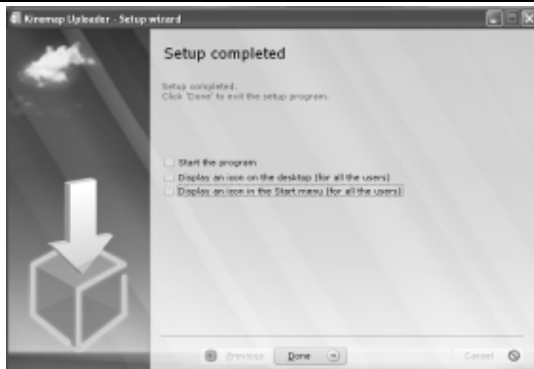 Kinomap Uploader - Setup wizard
Setup completed
Setup completed.
Click 'Done' to exit the setup program.
Start the program
Display an icon on the desktop (for all the users)
Display an icon in the Start menu (for all the users)
Previous Done Cancel